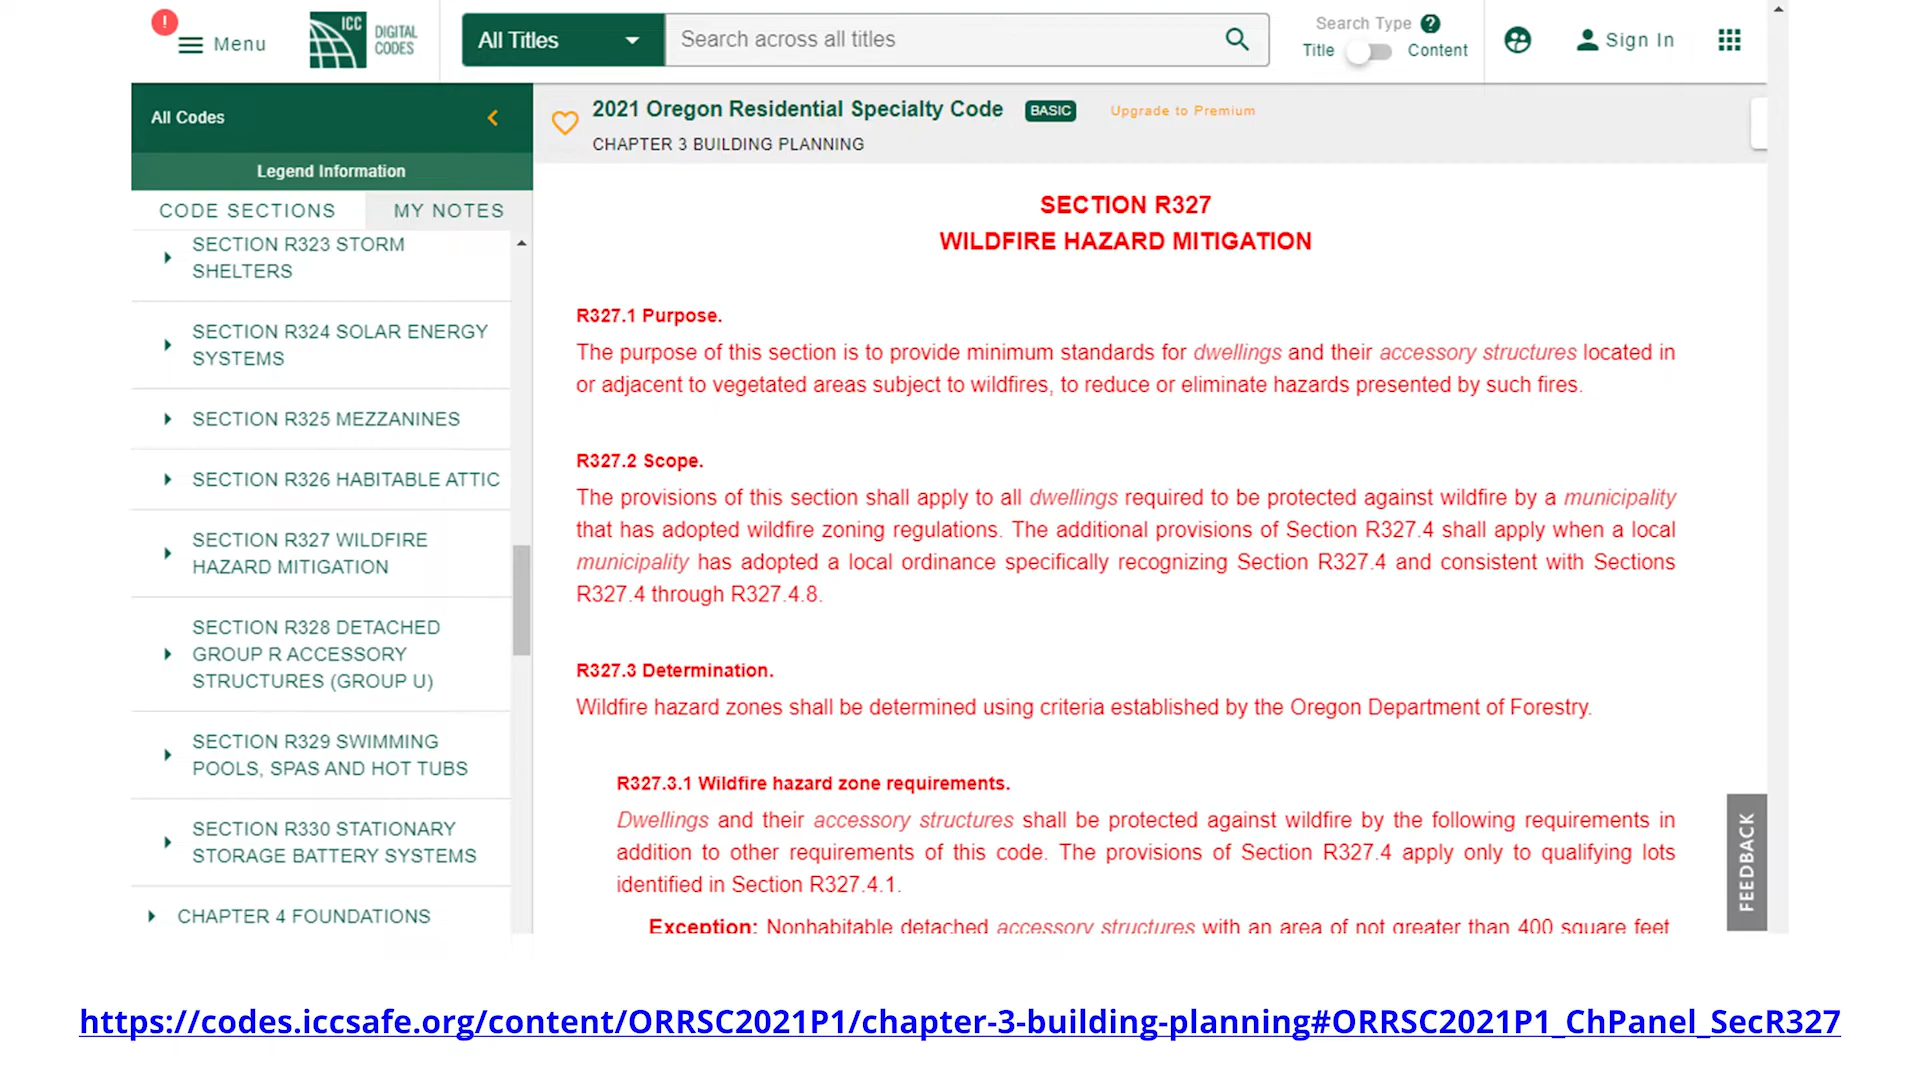 !
Menu
ICC
DIGITAL
CODES
All Titles
Search across all titles
Search Type ?
Title
Content
Sign In
All Codes
Legend Information
CODE SECTIONS
MY NOTES
SECTION R323 STORM
SHELTERS
SECTION R324 SOLAR ENERGY
SYSTEMS
SECTION R325 MEZZANINES
SECTION R326 HABITABLE ATTIC
SECTION R327 WILDFIRE
HAZARD MITIGATION
SECTION R328 DETACHED
GROUP R ACCESSORY
STRUCTURES (GROUP U)
SECTION R329 SWIMMING
POOLS, SPAS AND HOT TUBS
SECTION R330 STATIONARY
STORAGE BATTERY SYSTEMS
CHAPTER 4 FOUNDATIONS
2021 Oregon Residential Specialty Code
BASIC
Upgrade to Premium
CHAPTER 3 BUILDING PLANNING
SECTION R327
WILDFIRE HAZARD MITIGATION
R327.1 Purpose.
The purpose of this section is to provide minimum standards for dwellings and their accessory structures located in
or adjacent to vegetated areas subject to wildfires, to reduce or eliminate hazards presented by such fires.
R327.2 Scope.
The provisions of this section shall apply to all dwellings required to be protected against wildfire by a municipality
that has adopted wildfire zoning regulations. The additional provisions of Section R327.4 shall apply when a local
municipality has adopted a local ordinance specifically recognizing Section R327.4 and consistent with Sections
R327.4 through R327.4.8.
R327.3 Determination.
Wildfire hazard zones shall be determined using criteria established by the Oregon Department of Forestry.
R327.3.1 Wildfire hazard zone requirements.
Dwellings and their accessory structures shall be protected against wildfire by the following requirements in
addition to other requirements of this code. The provisions of Section R327.4 apply only to qualifying lots
identified in Section R327.4.1.
Exception: Nonhabitable detached accessory structures with an area of not greater than 400 square feet
FEEDBACK
https://codes.iccsafe.org/content/ORRSC2021P1/chapter-3-building-planning#ORRSC2021P1_ChPanel_SecR327